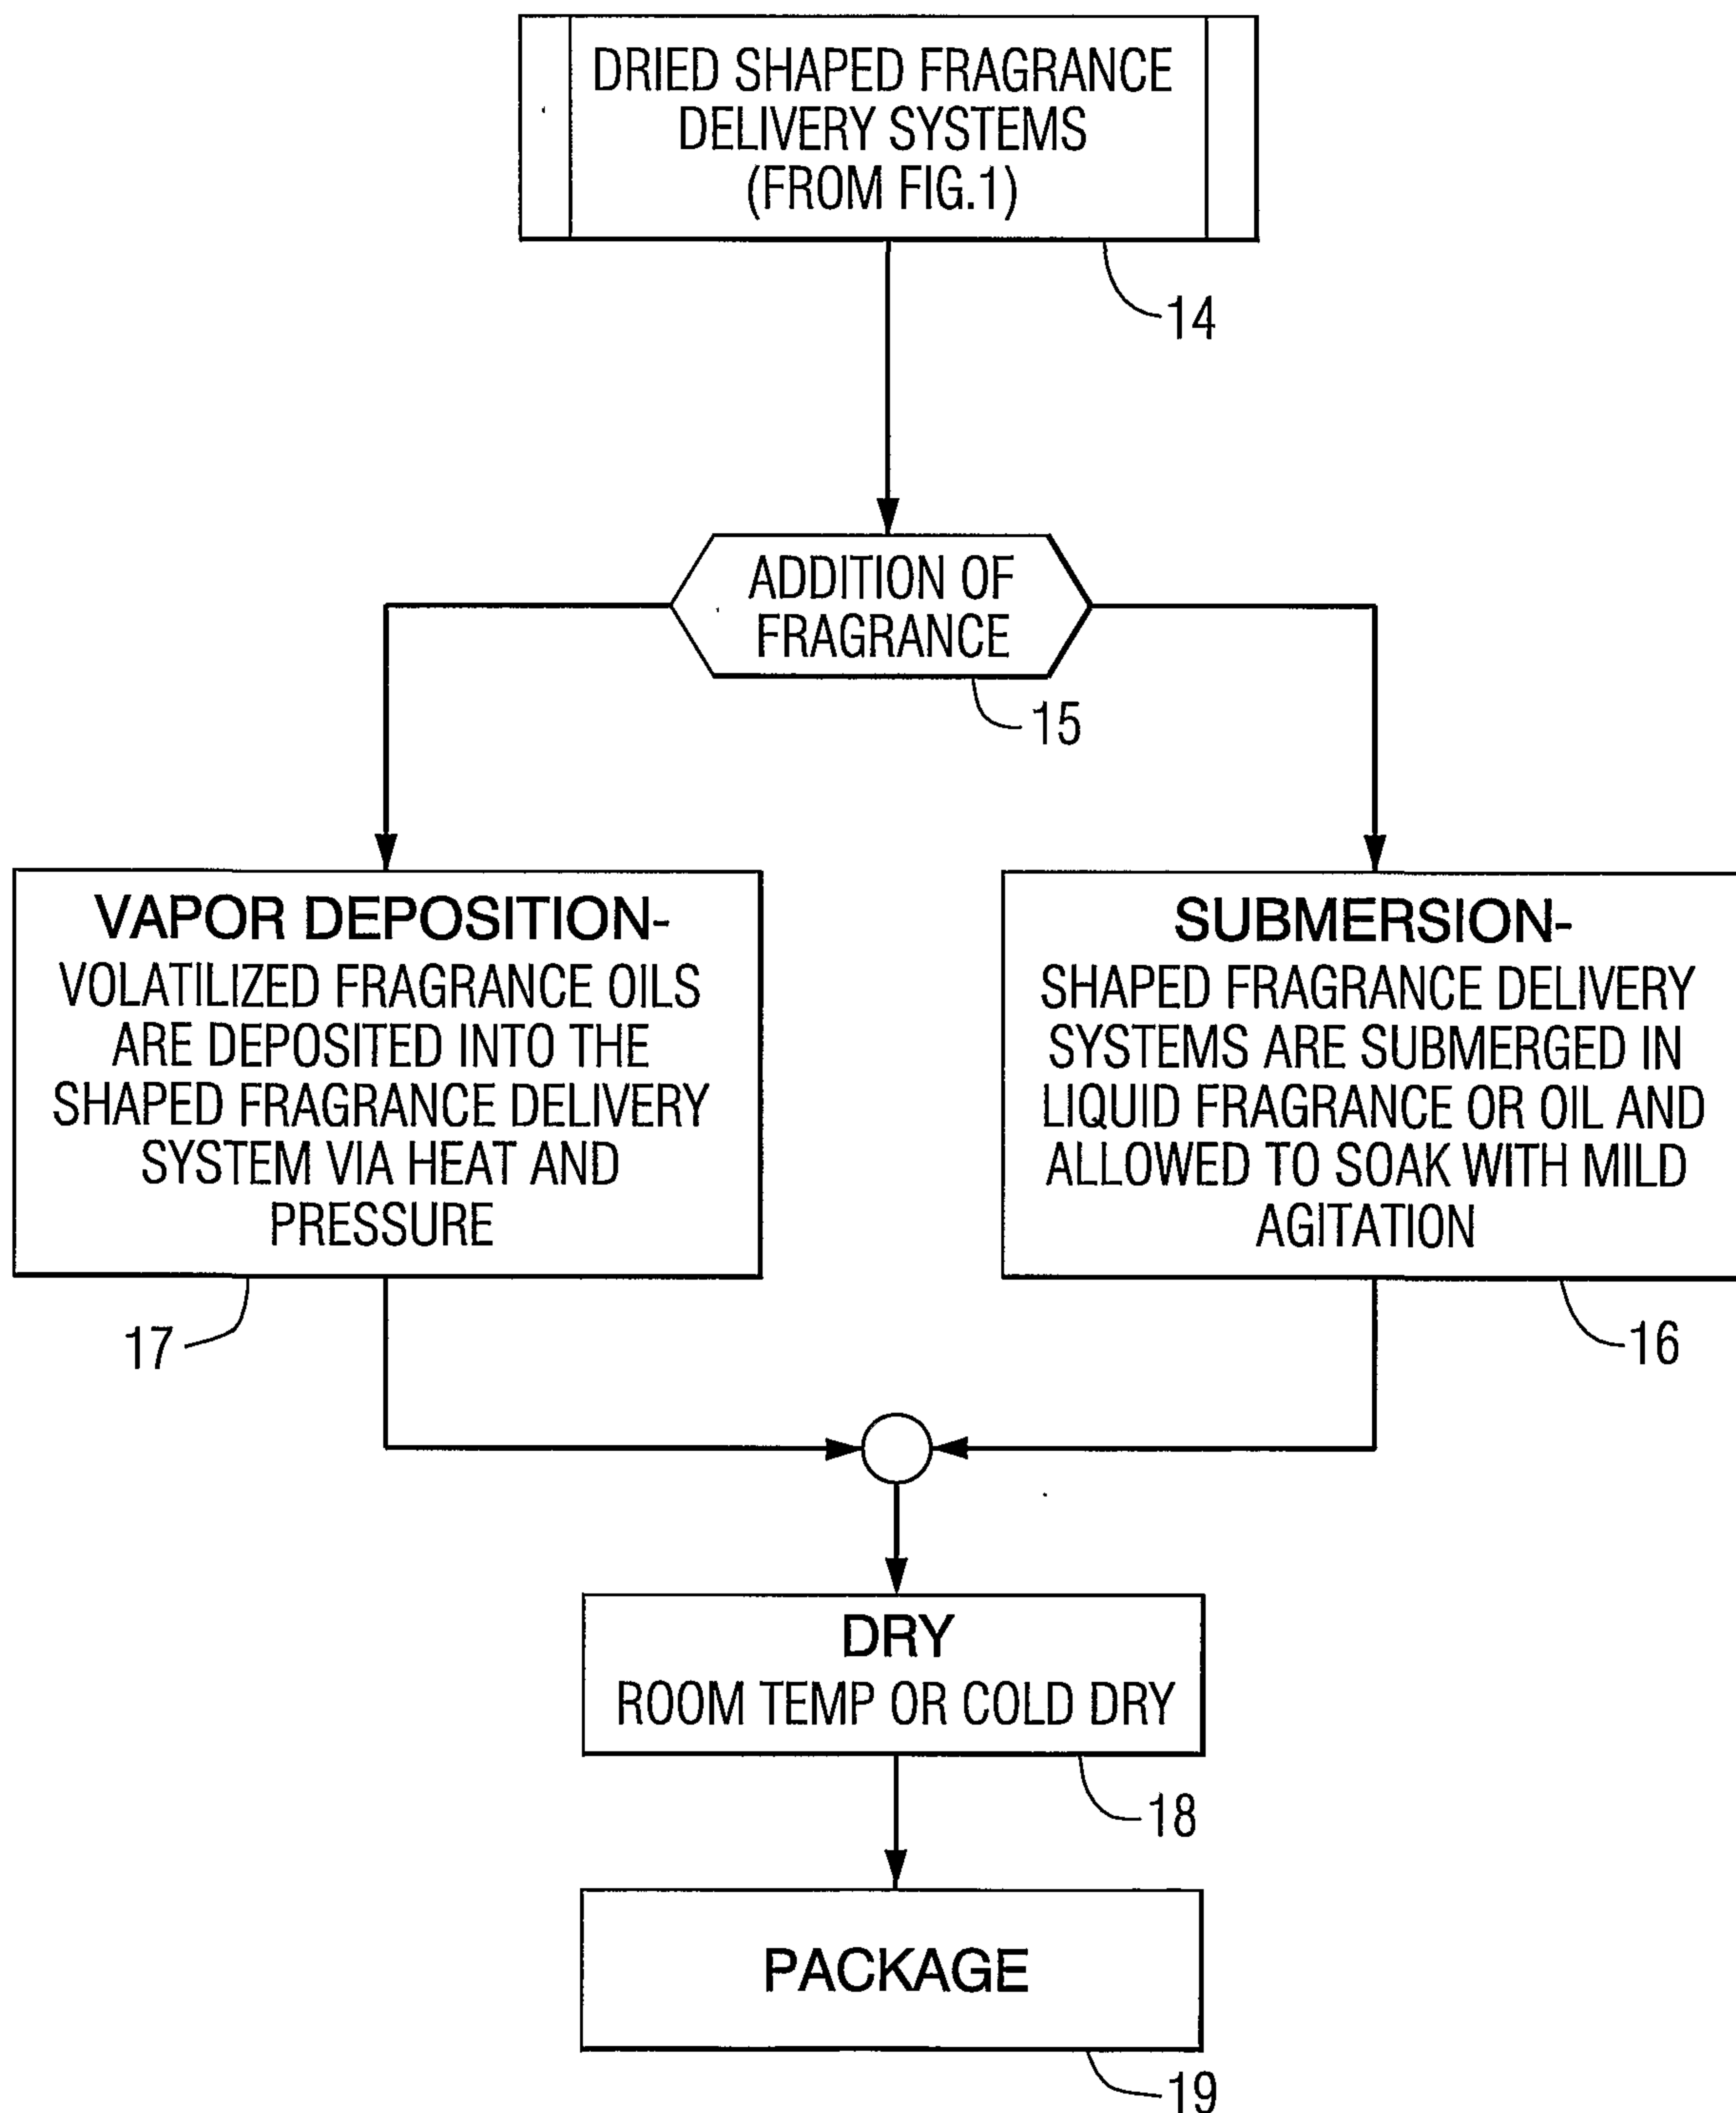 DRIED SHAPED FRAGRANCE
DELIVERY SYSTEMS
(FROM FIG.1)
14
ADDITION OF
FRAGRANCE
15
VAPOR DEPOSITION-
VOLATILIZED FRAGRANCE OILS
ARE DEPOSITED INTO THE
SHAPED FRAGRANCE DELIVERY
SYSTEM VIA HEAT AND
PRESSURE
17
SUBMERSION-
SHAPED FRAGRANCE DELIVERY
SYSTEMS ARE SUBMERGED IN
LIQUID FRAGRANCE OR OIL AND
ALLOWED TO SOAK WITH MILD
AGITATION
16
DRY
ROOM TEMP OR COLD DRY
18
PACKAGE
19